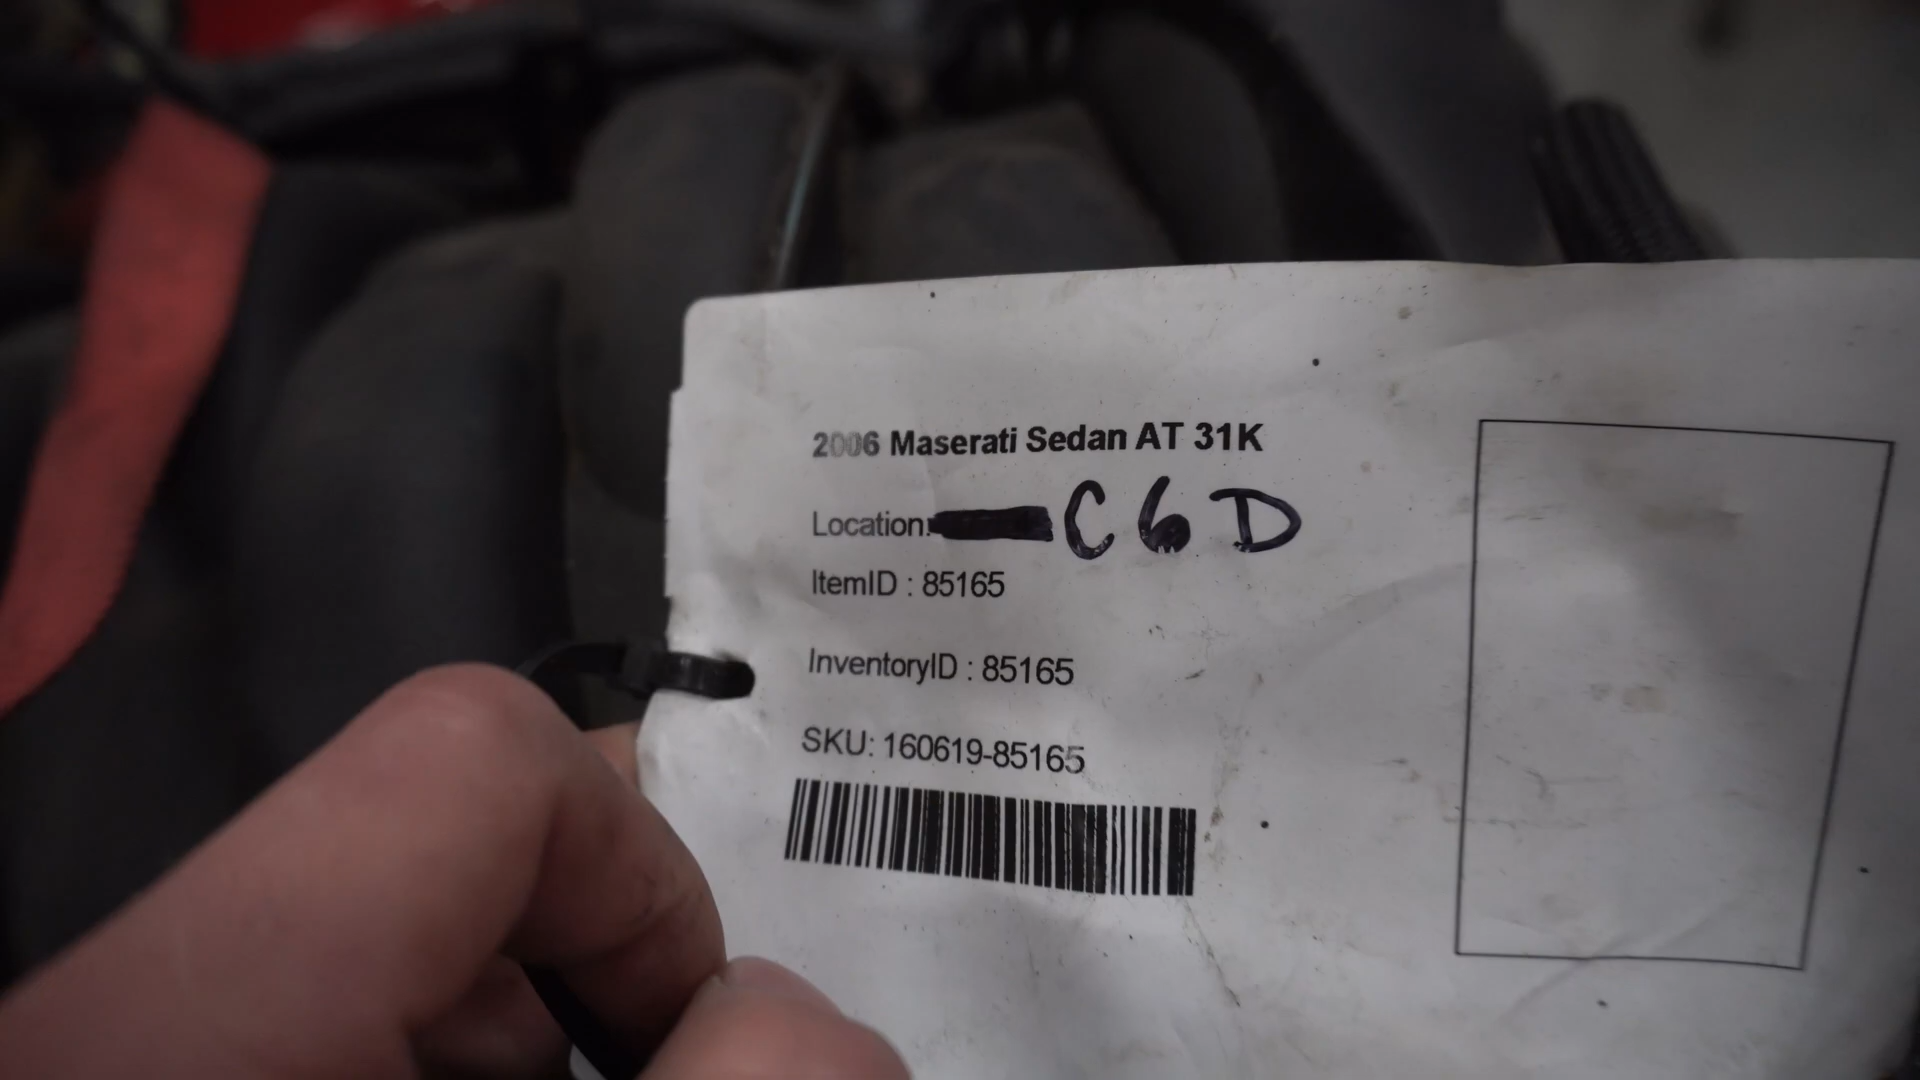 2006 Maserati Sedan AT 31K
Location: C6D
ItemID : 85165
InventoryID : 85165
SKU: 160619-85165